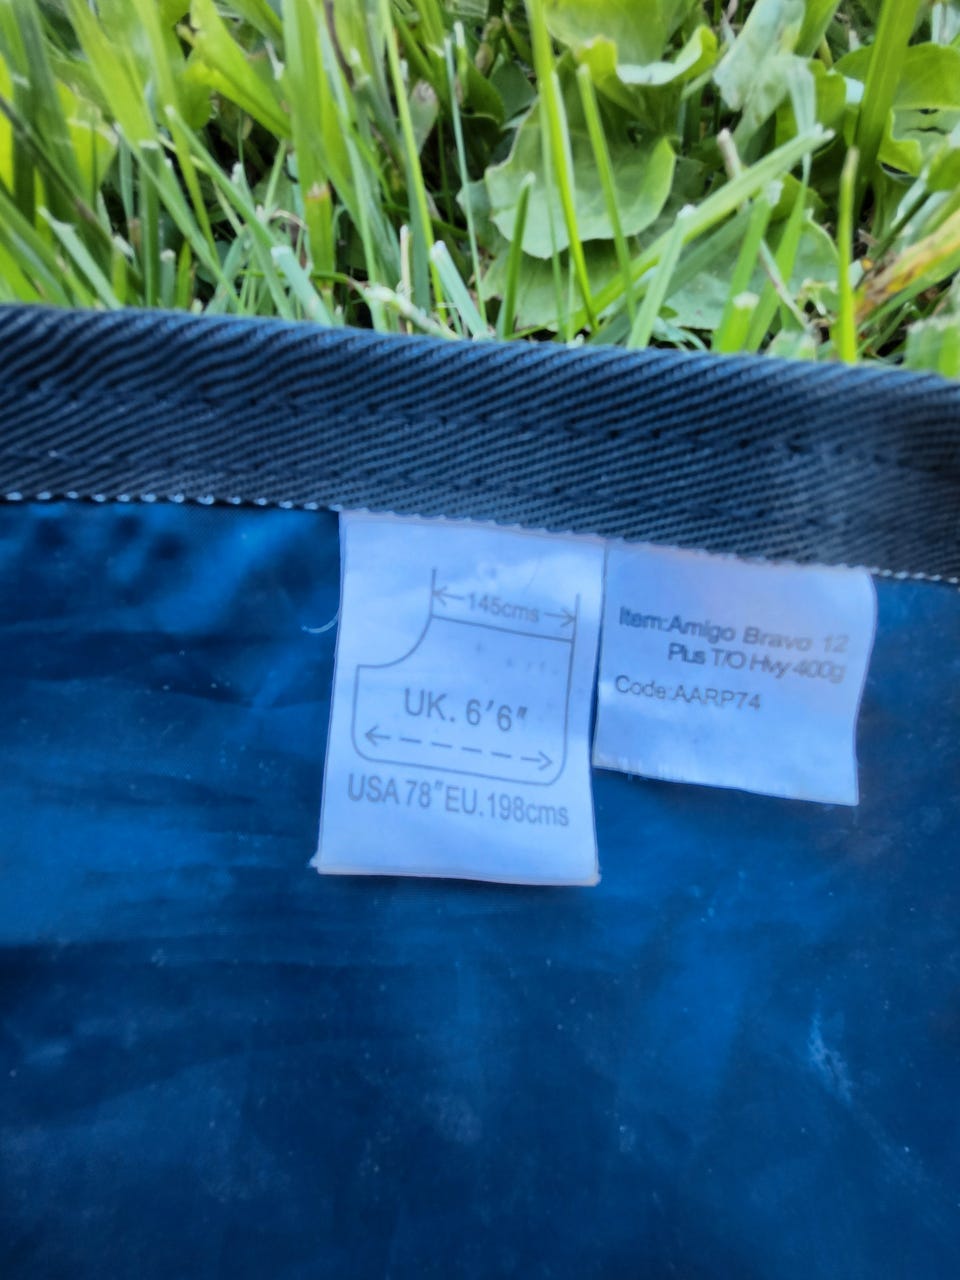 145cms
UK. 6'6"
USA 78" EU.198cms
Item:Amigo Bravo 12
Plus T/O Hvy 400g
Code:AARP74